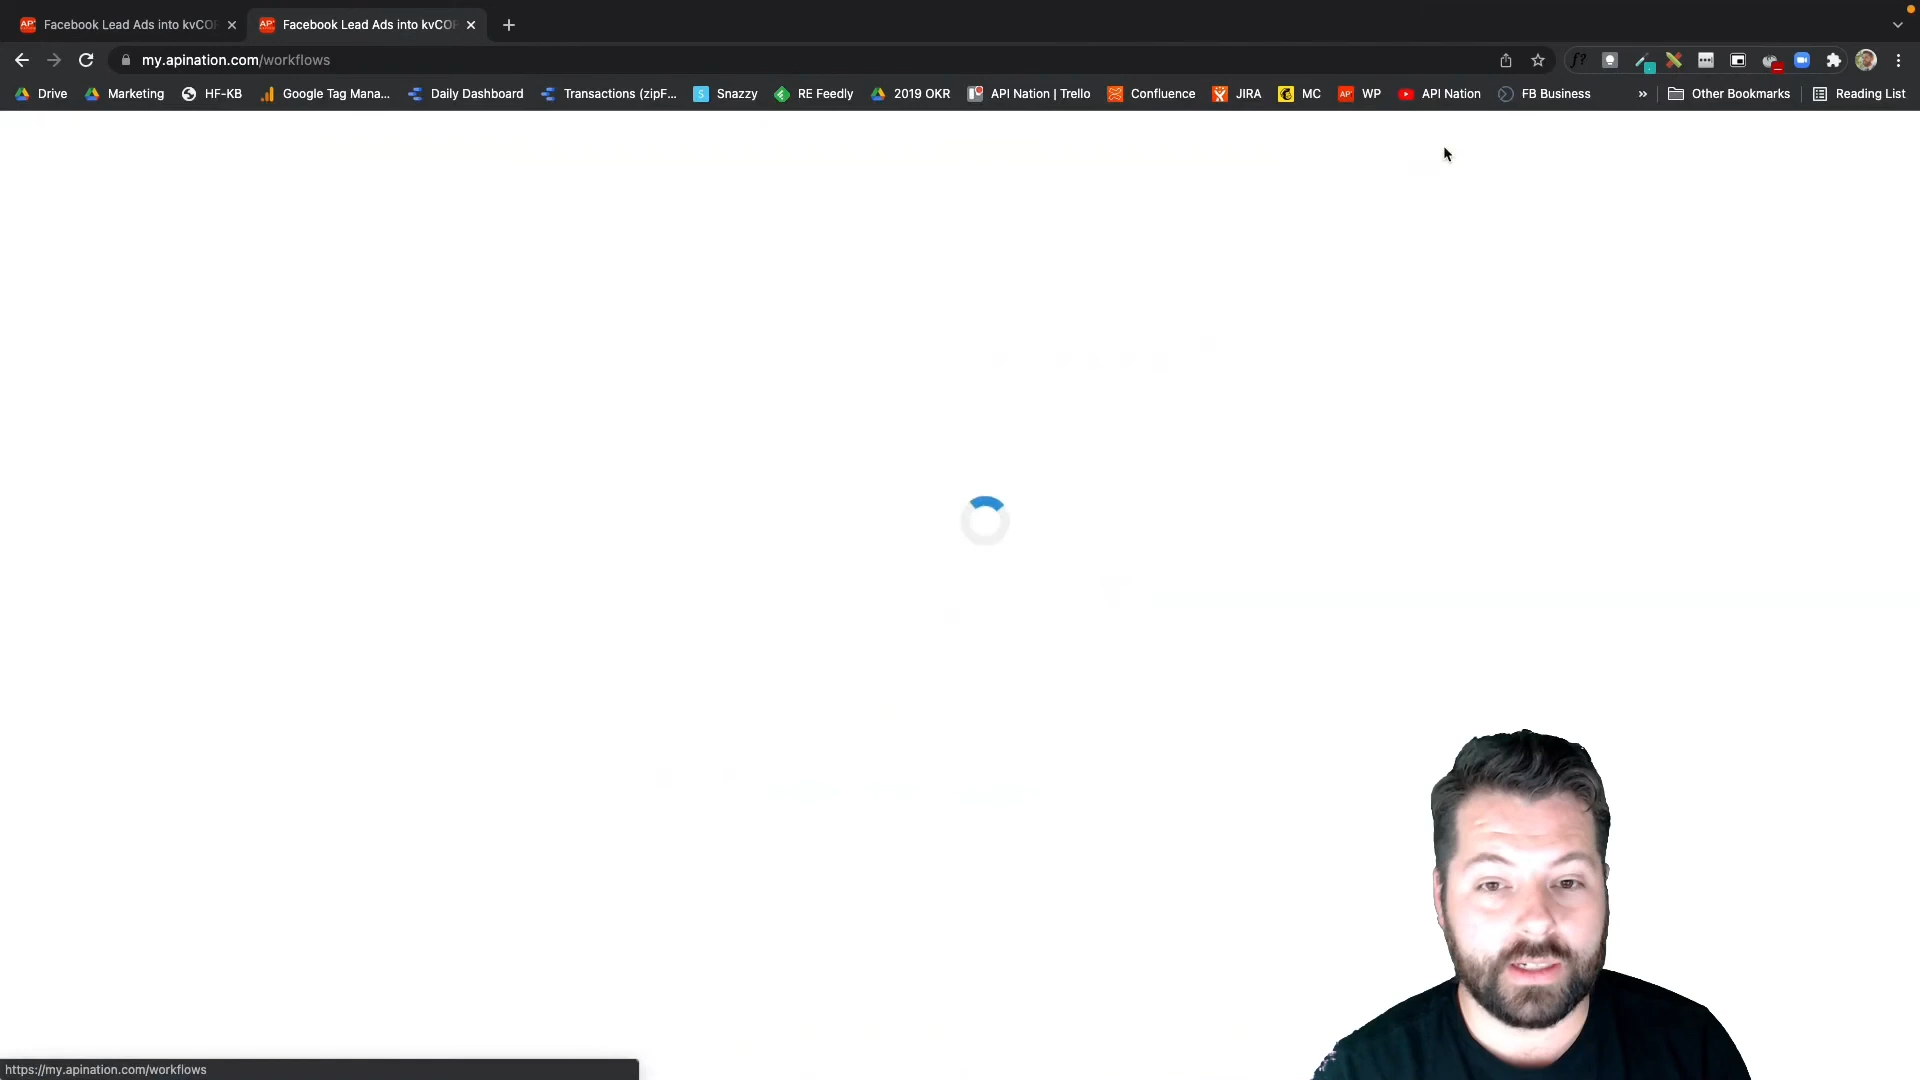 Facebook Lead Ads into kvCO
Facebook Lead Ads into kvCO
my.apination.com/workflows
Drive
Marketing
HF-KB
Google Tag Mana...
Daily Dashboard
Transactions (zipF...
Snazzy
RE Feedly
2019 OKR
API Nation | Trello
Confluence
JIRA
MC
WP
API Nation
FB Business
»
Other Bookmarks
Reading List
https://my.apination.com/workflows